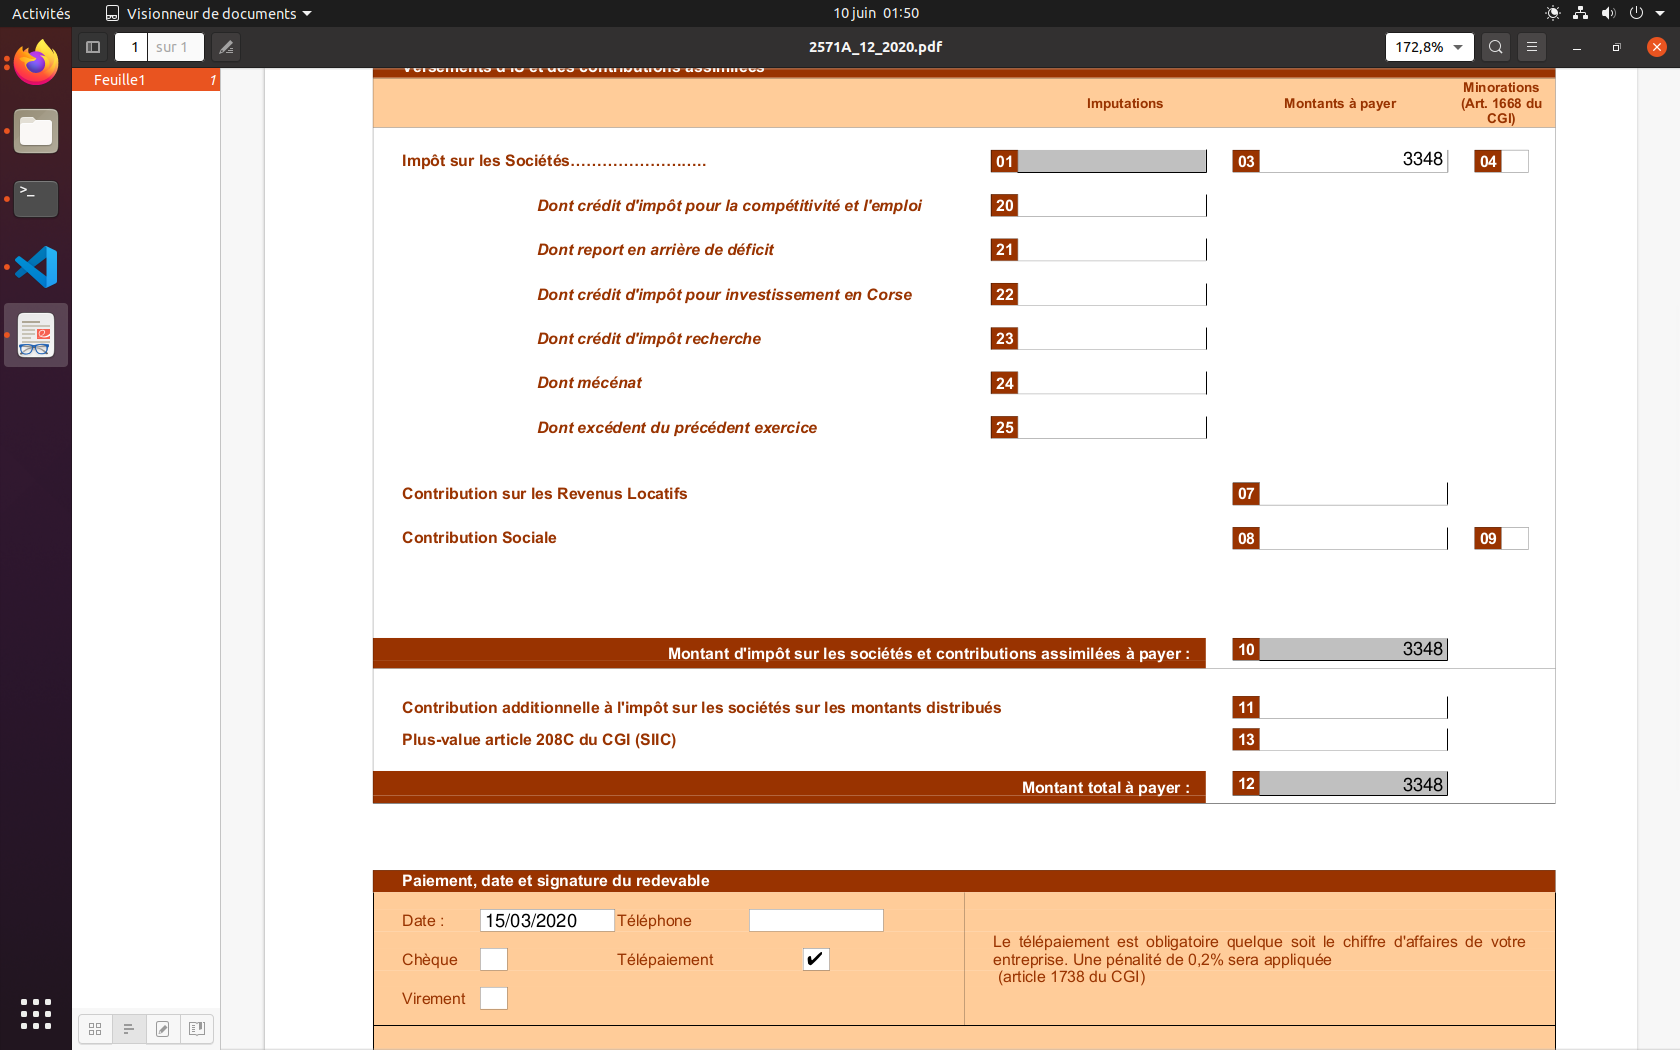 Activités
Visionneur de documents
10 juin 01:50
1 sur 1
2571A_12_2020.pdf
172,8%
Feuille1 1
Versements d'IS et des contributions assimilées
Imputations
Montants à payer
Minorations
(Art. 1668 du
CGI)
Impôt sur les Sociétés.......................... 01 03 3348 04
Dont crédit d'impôt pour la compétitivité et l'emploi 20
Dont report en arrière de déficit 21
Dont crédit d'impôt pour investissement en Corse 22
Dont crédit d'impôt recherche 23
Dont mécénat 24
Dont excédent du précédent exercice 25
Contribution sur les Revenus Locatifs 07
Contribution Sociale 08 09
Montant d'impôt sur les sociétés et contributions assimilées à payer : 10 3348
Contribution additionnelle à l'impôt sur les sociétés sur les montants distribués 11
Plus-value article 208C du CGI (SIIC) 13
Montant total à payer : 12 3348
Paiement, date et signature du redevable
Date : 15/03/2020 Téléphone
Chèque Télépaiement ✔
Virement
Le télépaiement est obligatoire quelque soit le chiffre d'affaires de votre
entreprise. Une pénalité de 0,2% sera appliquée
(article 1738 du CGI)